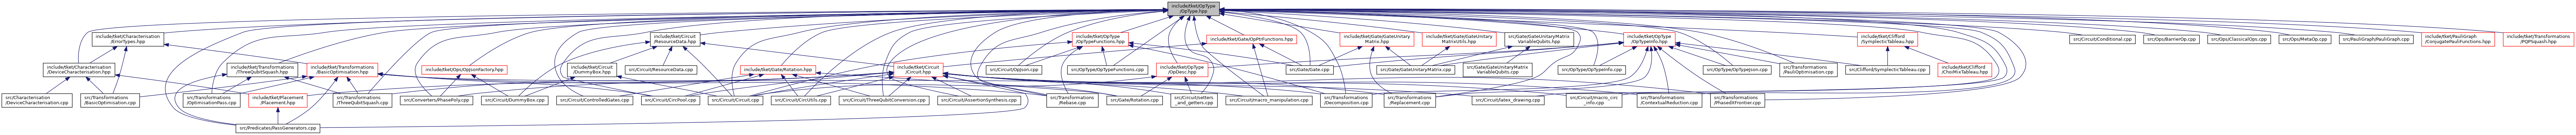 include/tket/OpType
/OpType.hpp
include/tket/Characterisation
/ErrorTypes.hpp
include/tket/Circuit
/ResourceData.hpp
include/tket/OpType
/OpTypeFunctions.hpp
include/tket/Gate/OpPtrFunctions.hpp
include/tket/Gate/GateUnitary
Matrix.hpp
include/tket/Gate/GateUnitary
MatrixUtils.hpp
src/Gate/GateUnitaryMatrix
VariableQubits.hpp
include/tket/OpType
/OpTypeInfo.hpp
include/tket/Clifford
/SymplecticTableau.hpp
src/Circuit/Conditional.cpp
src/Ops/BarrierOp.cpp
src/Ops/ClassicalOps.cpp
src/Ops/MetaOp.cpp
src/PauliGraph/PauliGraph.cpp
include/tket/PauliGraph
/ConjugatePauliFunctions.hpp
include/tket/Transformations
/PQPSquash.hpp
include/tket/Characterisation
/DeviceCharacterisation.hpp
include/tket/Transformations
/ThreeQubitSquash.hpp
include/tket/Transformations
/BasicOptimisation.hpp
include/tket/Ops/OpJsonFactory.hpp
include/tket/Circuit
/DummyBox.hpp
src/Circuit/ResourceData.cpp
include/tket/Gate/Rotation.hpp
include/tket/Circuit
/Circuit.hpp
src/Circuit/OpJson.cpp
src/OpType/OpTypeFunctions.cpp
include/tket/OpType
/OpDesc.hpp
src/Gate/Gate.cpp
src/Gate/GateUnitaryMatrix.cpp
src/Gate/GateUnitaryMatrix
VariableQubits.cpp
src/OpType/OpTypeInfo.cpp
src/OpType/OpTypeJson.cpp
src/Transformations
/PauliOptimisation.cpp
src/Clifford/SymplecticTableau.cpp
include/tket/Clifford
/ChoiMixTableau.hpp
src/Characterisation
/DeviceCharacterisation.cpp
src/Transformations
/BasicOptimisation.cpp
src/Transformations
/OptimisationPass.cpp
include/tket/Placement
/Placement.hpp
src/Transformations
/ThreeQubitSquash.cpp
src/Converters/PhasePoly.cpp
src/Circuit/DummyBox.cpp
src/Circuit/ControlledGates.cpp
src/Circuit/CircPool.cpp
src/Circuit/Circuit.cpp
src/Circuit/CircUtils.cpp
src/Circuit/ThreeQubitConversion.cpp
src/Circuit/AssertionSynthesis.cpp
src/Transformations
/Rebase.cpp
src/Gate/Rotation.cpp
src/Circuit/setters
_and_getters.cpp
src/Circuit/macro_manipulation.cpp
src/Transformations
/Decomposition.cpp
src/Transformations
/Replacement.cpp
src/Circuit/latex_drawing.cpp
src/Circuit/macro_circ
_info.cpp
src/Transformations
/ContextualReduction.cpp
src/Transformations
/PhasedXFrontier.cpp
src/Predicates/PassGenerators.cpp